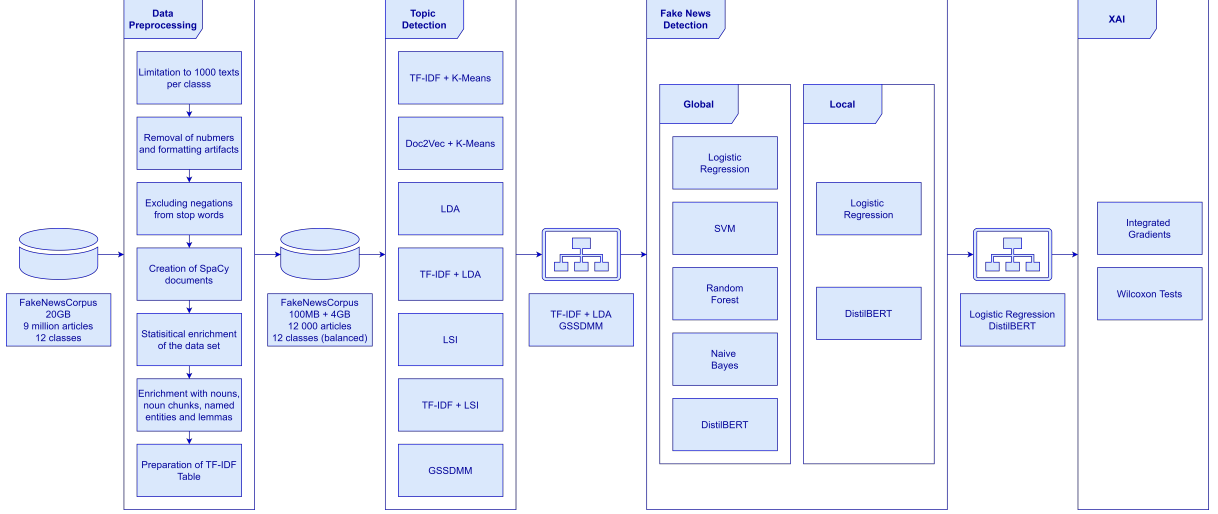 Data
Preprocessing
Limitation to 1000 texts
per classs
Removal of nubmers
and formatting artifacts
Excluding negations
from stop words
Creation of SpaCy
documents
Statisitical enrichment
of the data set
Enrichment with nouns,
noun chunks, named
entities and lemmas
Preparation of TF-IDF
Table
FakeNewsCorpus
20GB
9 million articles
12 classes
FakeNewsCorpus
100MB + 4GB
12 000 articles
12 classes (balanced)
Topic
Detection
TF-IDF + K-Means
Doc2Vec + K-Means
LDA
TF-IDF + LDA
LSI
TF-IDF + LSI
GSSDMM
TF-IDF + LDA
GSSDMM
Fake News
Detection
Global
Logistic
Regression
SVM
Random
Forest
Naive
Bayes
DistilBERT
Local
Logistic
Regression
DistilBERT
Logistic Regression
DistilBERT
XAI
Integrated
Gradients
Wilcoxon Tests